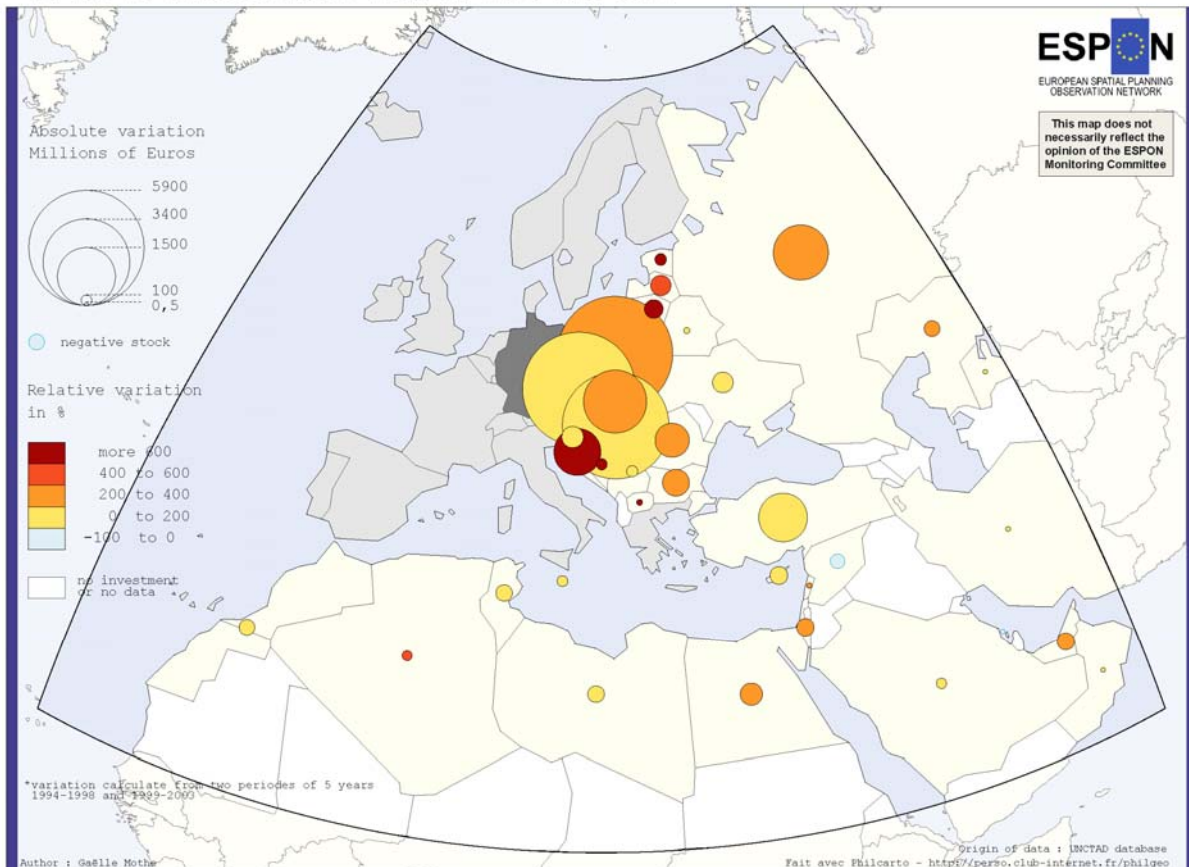 ESPON
EUROPEAN SPATIAL PLANNING
OBSERVATION NETWORK
This map does not
necessarily reflect the
opinion of the ESPON
Monitoring Committee
Absolute variation
Millions of Euros
5900
3400
1500
100
0,5
negative stock
Relative variation
in %
more 600
400 to 600
200 to 400
0 to 200
-100 to 0
no investment
or no data
*variation calculate from two periodes of 5 years
1994-1998 and 1999-2003
Origin of data : UNCTAD database
Author : Gaëlle Mothe
Fait avec Philcarto - http://perso.club-internet.fr/philgeo